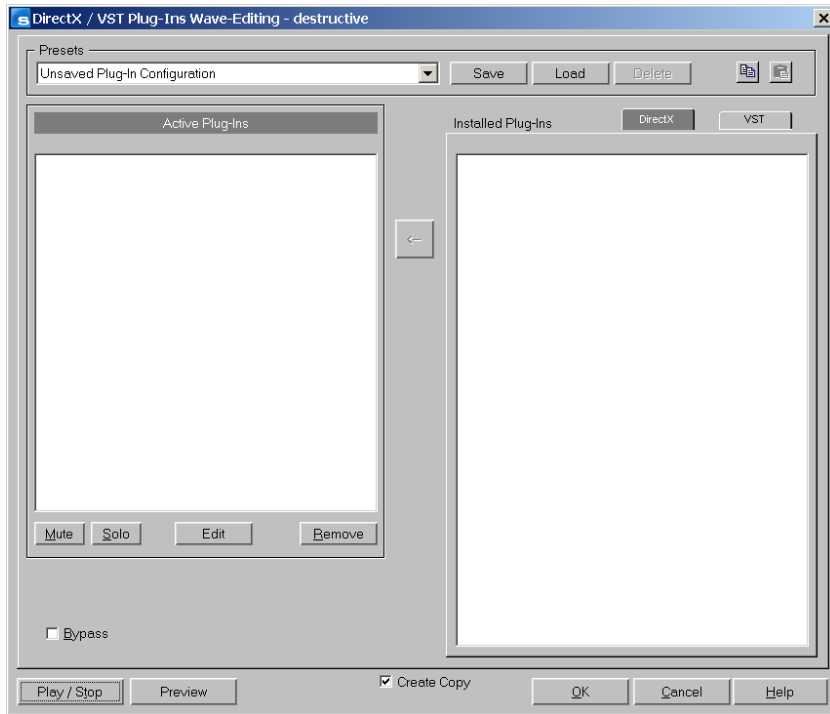 DirectX / VST Plug-Ins Wave-Editing - destructive
Presets
Unsaved Plug-In Configuration
Save
Load
Delete
Active Plug-Ins
Installed Plug-Ins
DirectX
VST
<--
Mute
Solo
Edit
Remove
Bypass
Play / Stop
Preview
Create Copy
OK
Cancel
Help